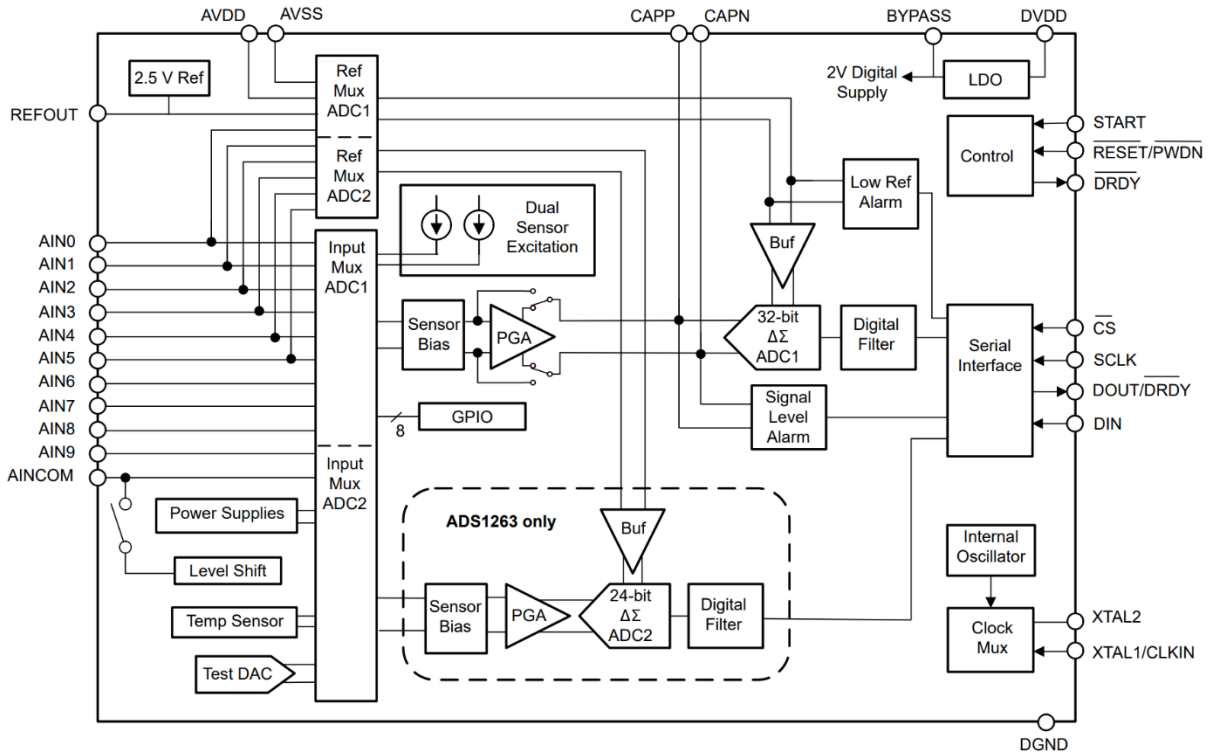 AVDD
AVSS
CAPP
CAPN
BYPASS
DVDD
2.5 V Ref
Ref
Mux
ADC1
2V Digital
Supply
LDO
REFOUT
START
RESET/PWDN
DRDY
Control
Ref
Mux
ADC2
Low Ref
Alarm
Dual
Sensor
Excitation
AIN0
AIN1
AIN2
AIN3
AIN4
AIN5
AIN6
AIN7
AIN8
AIN9
AINCOM
Input
Mux
ADC1
Buf
Sensor
Bias
PGA
32-bit
ΔΣ
ADC1
Digital
Filter
Serial
Interface
CS
SCLK
DOUT/DRDY
DIN
8
GPIO
Signal
Level
Alarm
Input
Mux
ADC2
Power Supplies
Level Shift
Temp Sensor
Test DAC
ADS1263 only
Buf
Sensor
Bias
PGA
24-bit
ΔΣ
ADC2
Digital
Filter
Internal
Oscillator
Clock
Mux
XTAL2
XTAL1/CLKIN
DGND